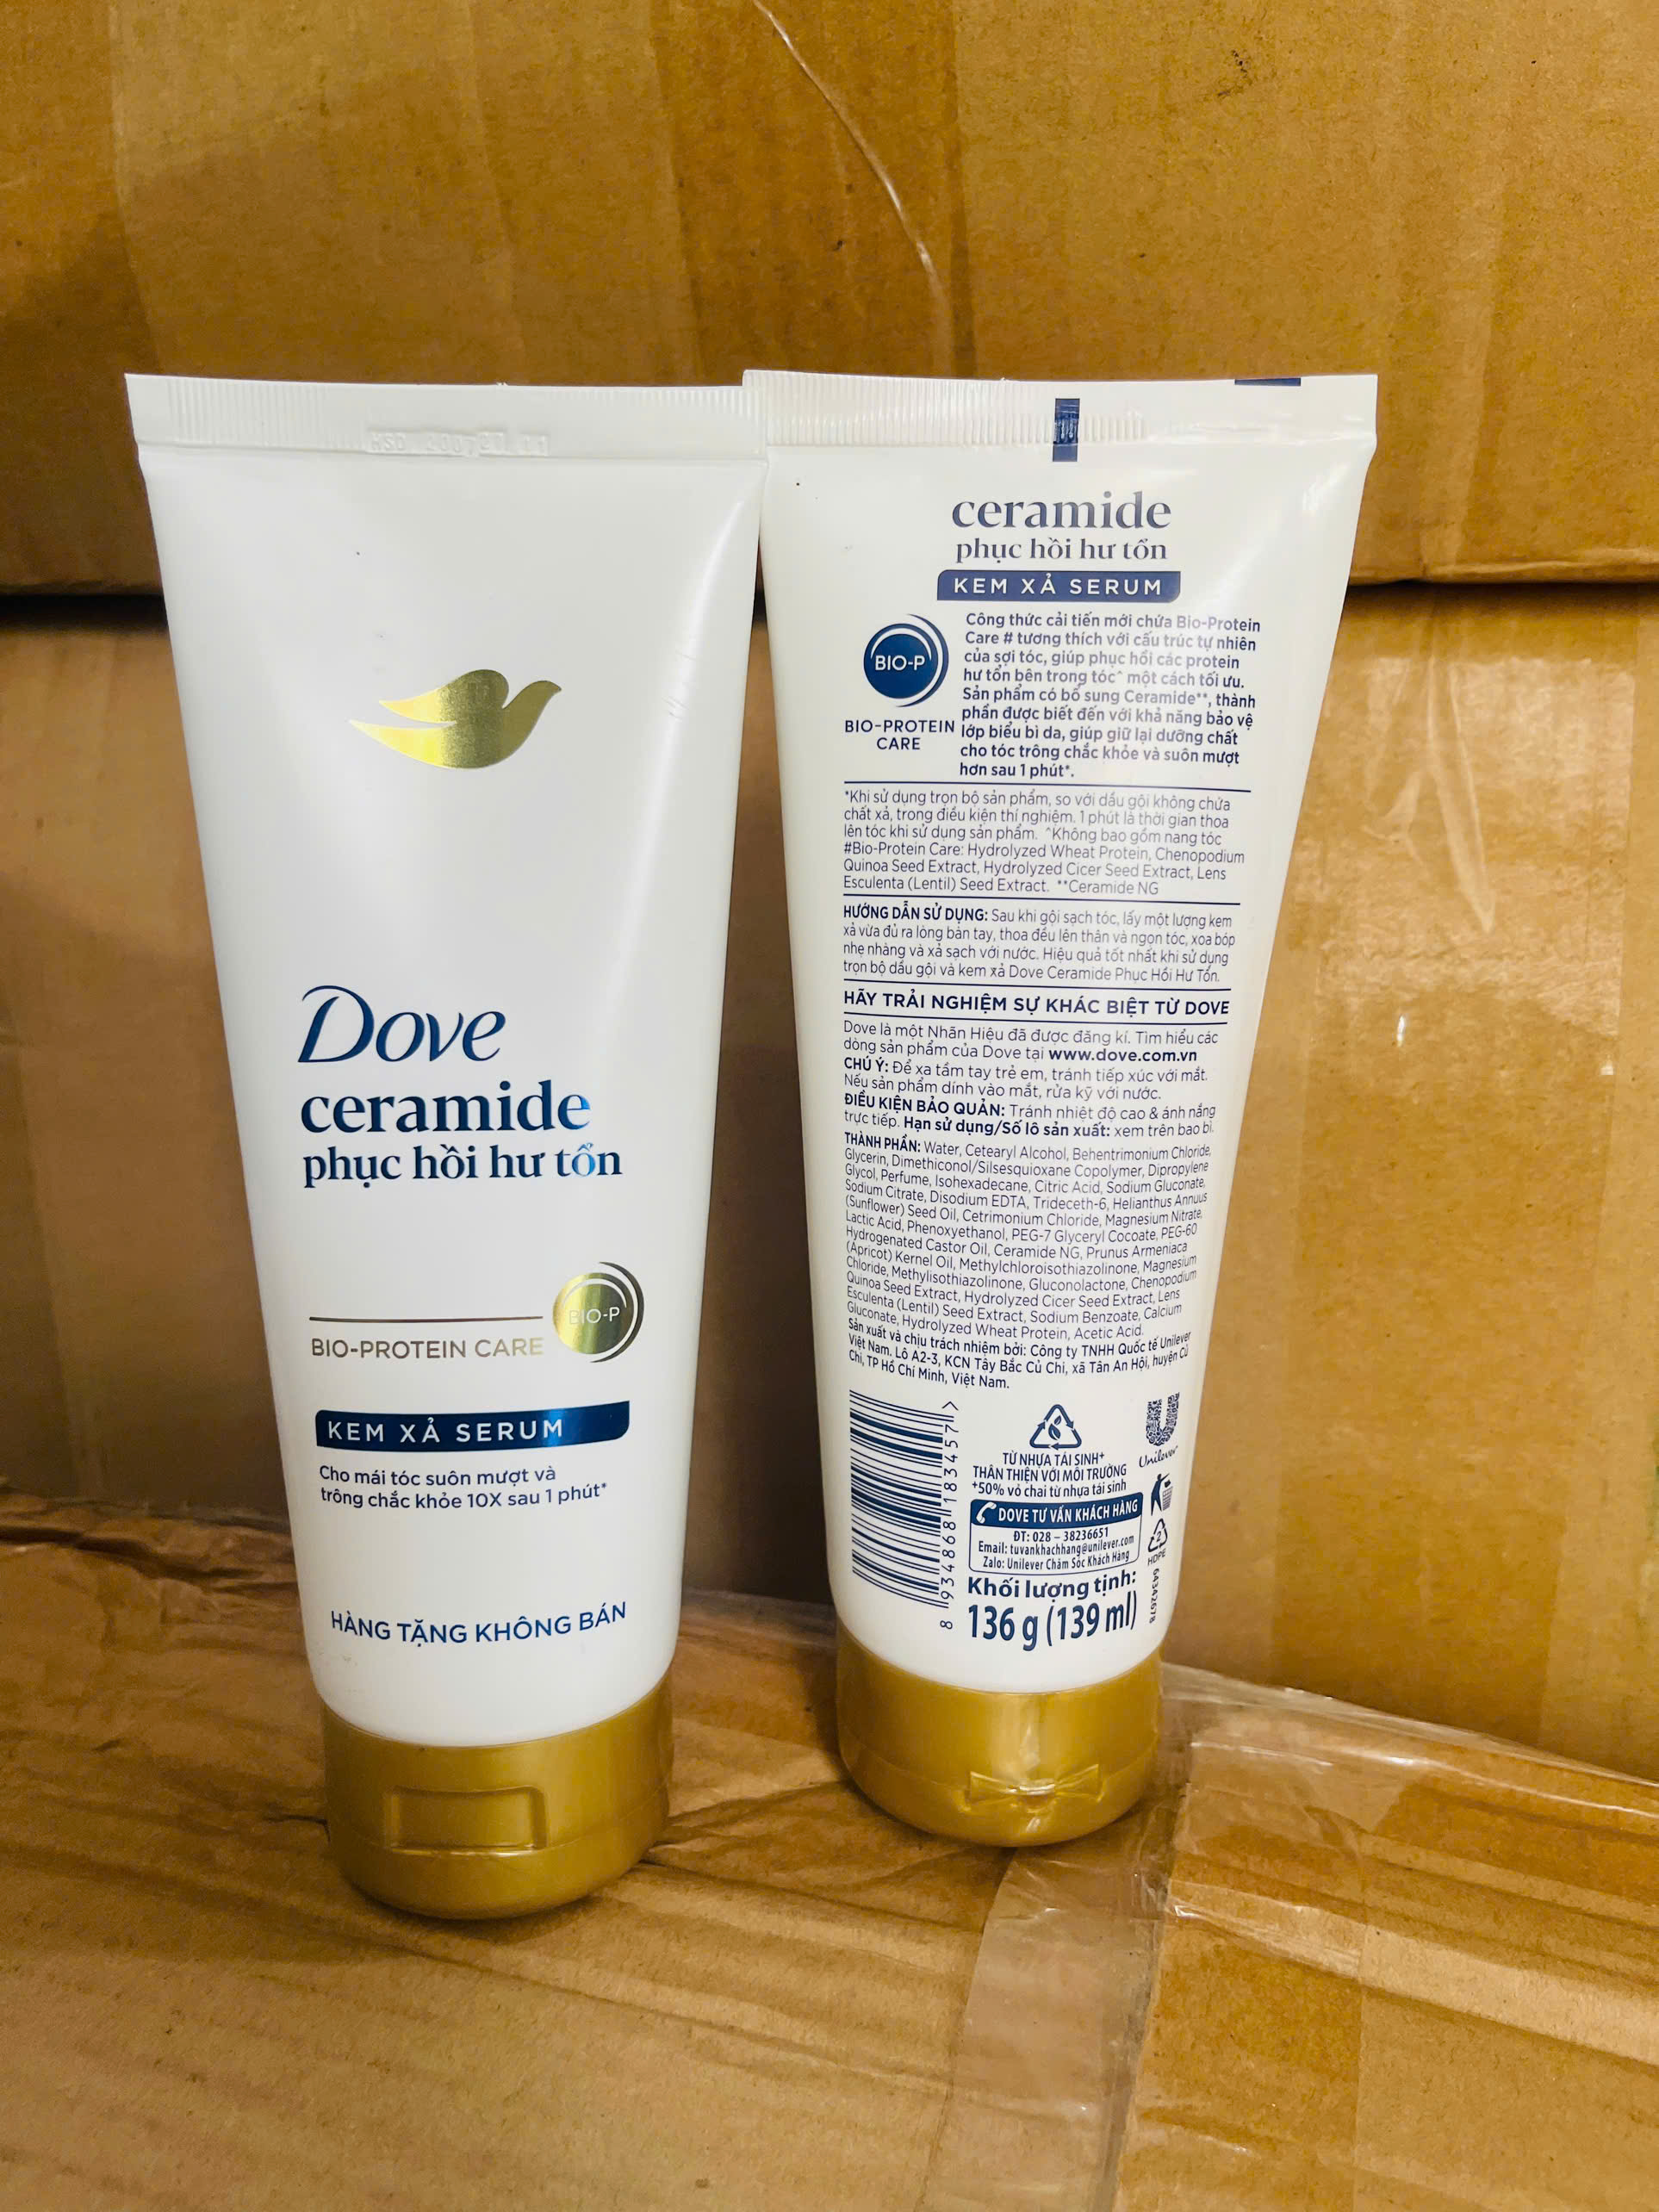 Dove
ceramide
phục hồi hư tổn
BIO-P
BIO-PROTEIN CARE
KEM XẢ SERUM
Cho mái tóc suôn mượt và
trông chắc khỏe 10X sau 1 phút*
HÀNG TẶNG KHÔNG BÁN
ceramide
phục hồi hư tổn
KEM XẢ SERUM
BIO-P
BIO-PROTEIN
CARE
Công thức cải tiến mới chứa Bio-Protein
Care # tương thích với cấu trúc tự nhiên
của sợi tóc, giúp phục hồi các protein
hư tổn bên trong tóc^ một cách tối ưu.
Sản phẩm có bổ sung Ceramide**, thành
phần được biết đến với khả năng bảo vệ
lớp biểu bì da, giúp giữ lại dưỡng chất
cho tóc trông chắc khỏe và suôn mượt
hơn sau 1 phút*.
*Khi sử dụng trọn bộ sản phẩm, so với dầu gội không chứa
chất xả, trong điều kiện thí nghiệm. 1 phút là thời gian thoa
lên tóc khi sử dụng sản phẩm. ^Không bao gồm nang tóc
#Bio-Protein Care: Hydrolyzed Wheat Protein, Chenopodium
Quinoa Seed Extract, Hydrolyzed Cicer Seed Extract, Lens
Esculenta (Lentil) Seed Extract. **Ceramide NG
HƯỚNG DẪN SỬ DỤNG: Sau khi gội sạch tóc, lấy một lượng kem
xả vừa đủ ra lòng bàn tay, thoa đều lên thân và ngọn tóc, xoa bóp
nhẹ nhàng và xả sạch với nước. Hiệu quả tốt nhất khi sử dụng
trọn bộ dầu gội và kem xả Dove Ceramide Phục Hồi Hư Tổn.
HÃY TRẢI NGHIỆM SỰ KHÁC BIỆT TỪ DOVE
Dove là một Nhãn Hiệu đã được đăng kí. Tìm hiểu các
dòng sản phẩm của Dove tại www.dove.com.vn
CHÚ Ý: Để xa tầm tay trẻ em, tránh tiếp xúc với mắt.
Nếu sản phẩm dính vào mắt, rửa kỹ với nước.
ĐIỀU KIỆN BẢO QUẢN: Tránh nhiệt độ cao & ánh nắng
trực tiếp. Hạn sử dụng/Số lô sản xuất: xem trên bao bì.
THÀNH PHẦN: Water, Cetearyl Alcohol, Behentrimonium Chloride,
Glycerin, Dimethiconol/Silsesquioxane Copolymer, Dipropylene
Glycol, Perfume, Isohexadecane, Citric Acid, Sodium Gluconate,
Sodium Citrate, Disodium EDTA, Trideceth-6, Helianthus Annuus
(Sunflower) Seed Oil, Cetrimonium Chloride, Magnesium Nitrate,
Lactic Acid, Phenoxyethanol, PEG-7 Glyceryl Cocoate, PEG-60
Hydrogenated Castor Oil, Ceramide NG, Prunus Armeniaca
(Apricot) Kernel Oil, Methylchloroisothiazolinone, Magnesium
Chloride, Methylisothiazolinone, Gluconolactone, Chenopodium
Quinoa Seed Extract, Hydrolyzed Cicer Seed Extract, Lens
Esculenta (Lentil) Seed Extract, Sodium Benzoate, Calcium
Gluconate, Hydrolyzed Wheat Protein, Acetic Acid.
Sản xuất và chịu trách nhiệm bởi: Công ty TNHH Quốc tế Unilever
Việt Nam. Lô A2-3, KCN Tây Bắc Củ Chi, xã Tân An Hội, huyện Củ
Chi, TP Hồ Chí Minh, Việt Nam.
8 934868 183457
TỪ NHỰA TÁI SINH+
THÂN THIỆN VỚI MÔI TRƯỜNG
+50% vỏ chai từ nhựa tái sinh
Unilever
DOVE TƯ VẤN KHÁCH HÀNG
ĐT: 028 – 38236651
Email: tuvankhachhang@unilever.com
Zalo: Unilever Chăm Sóc Khách Hàng
2
HDPE
64342678
Khối lượng tịnh:
136 g (139 ml)